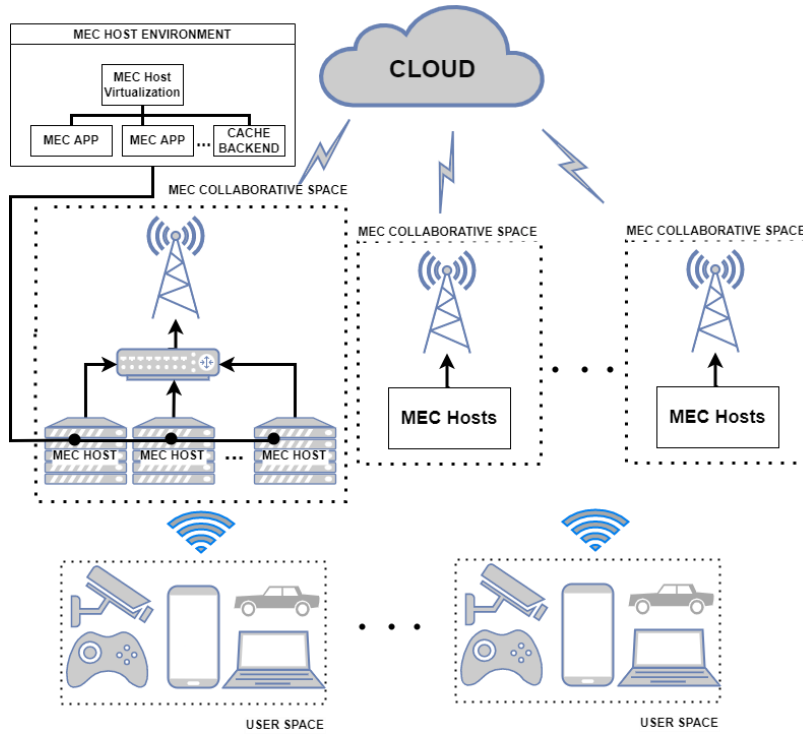 MEC HOST ENVIRONMENT
MEC Host
Virtualization
MEC APP
MEC APP
...
CACHE
BACKEND
CLOUD
MEC COLLABORATIVE SPACE
MEC COLLABORATIVE SPACE
MEC COLLABORATIVE SPACE
MEC HOST
MEC HOST
...
MEC HOST
MEC Hosts
. . .
MEC Hosts
. . .
USER SPACE
USER SPACE